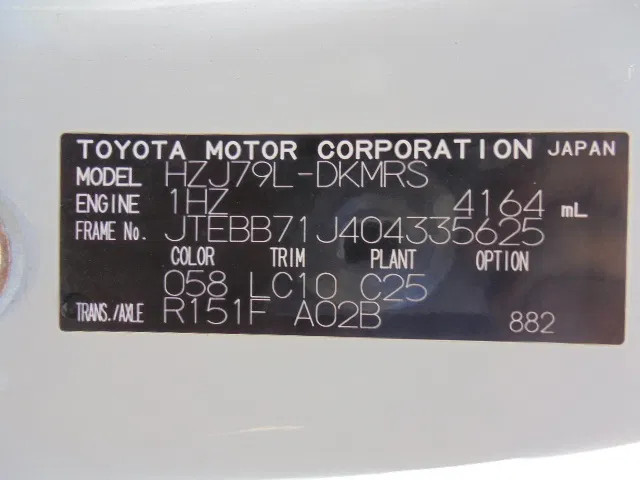 TOYOTA MOTOR CORPORATION JAPAN
MODEL HZJ79L-DKMRS
ENGINE 1HZ 4164 mL
FRAME No. JTEBB71J404335625
COLOR TRIM PLANT OPTION
058 LC10 C25
TRANS./AXLE R151F A02B 882